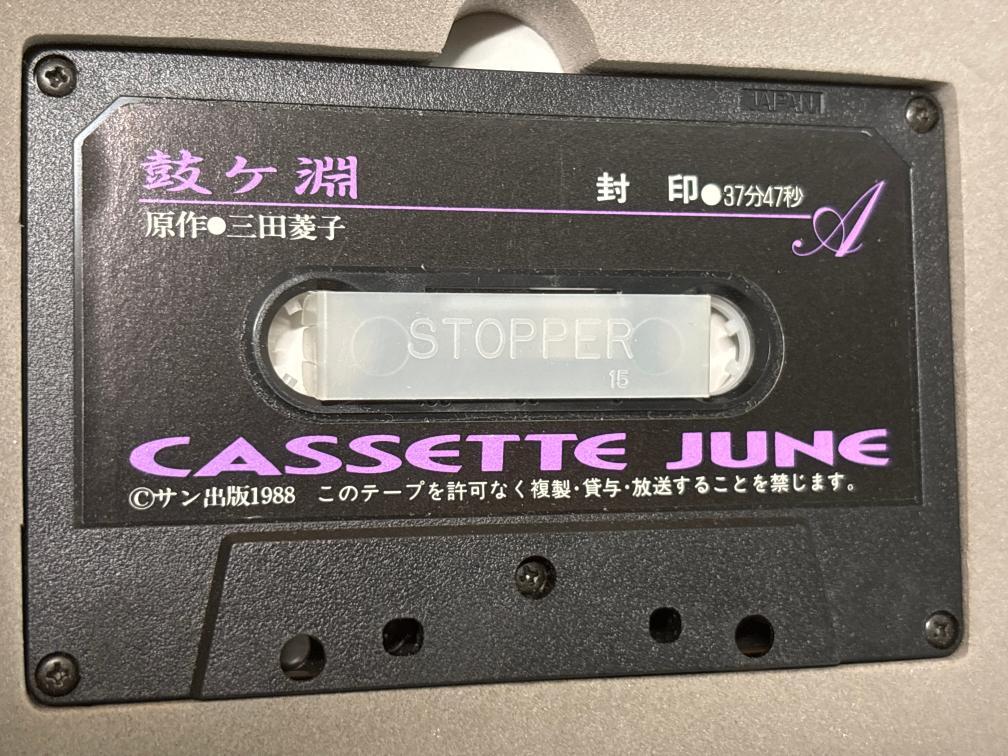 JAPAN
鼓ヶ淵
封 印●37分47秒
原作●三田菱子
A
STOPPER
15
CASSETTE JUNE
©サン出版1988 このテープを許可なく複製・貸与・放送することを禁じます。